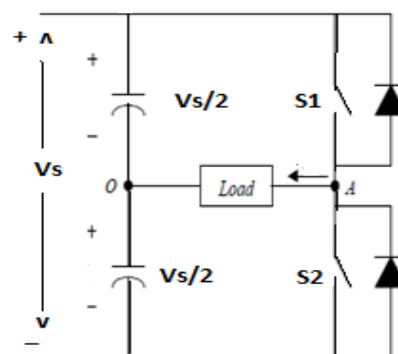 + ʌ
+
Vs/2
S1
−
Vs
O
Load
A
+
Vs/2
S2
−
v
−